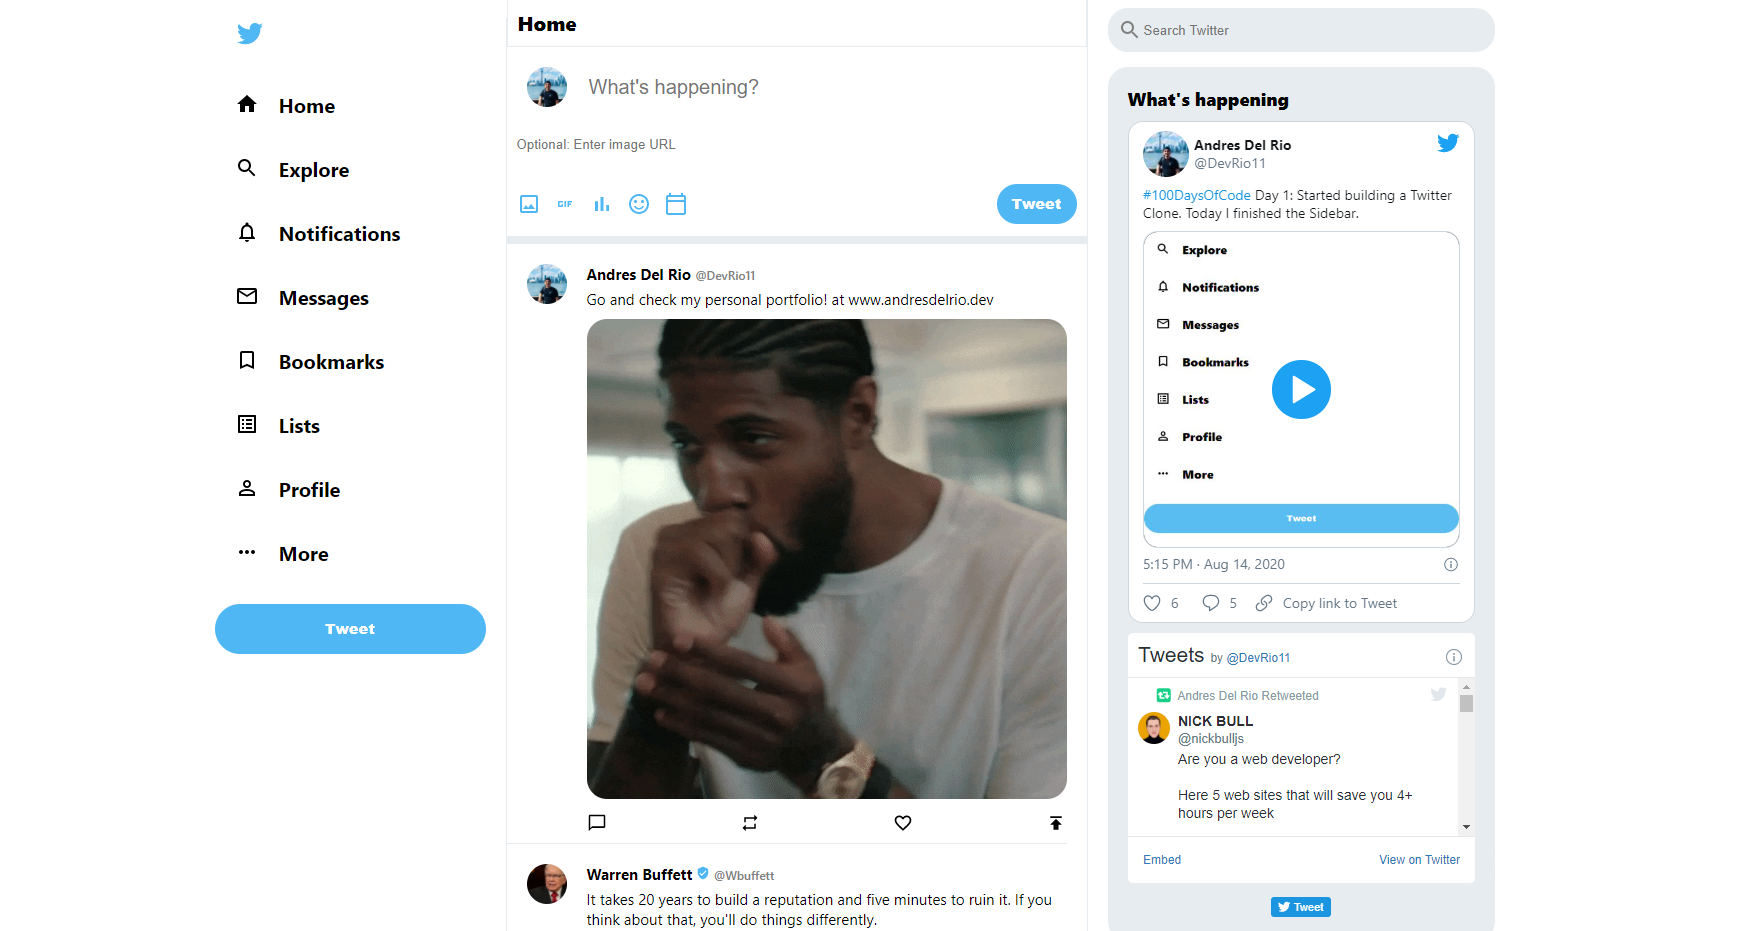 Home
Explore
Notifications
Messages
Bookmarks
Lists
Profile
More
Tweet
Home
What's happening?
Optional: Enter image URL
GIF
Tweet
Andres Del Rio @DevRio11
Go and check my personal portfolio! at www.andresdelrio.dev
Warren Buffett @Wbuffett
It takes 20 years to build a reputation and five minutes to ruin it. If you
think about that, you'll do things differently.
Search Twitter
What's happening
Andres Del Rio
@DevRio11
#100DaysOfCode Day 1: Started building a Twitter
Clone. Today I finished the Sidebar.
Explore
Notifications
Messages
Bookmarks
Lists
Profile
More
Tweet
5:15 PM · Aug 14, 2020
6 5 Copy link to Tweet
Tweets by @DevRio11
Andres Del Rio Retweeted
NICK BULL
@nickbulljs
Are you a web developer?
Here 5 web sites that will save you 4+
hours per week
Embed View on Twitter
Tweet